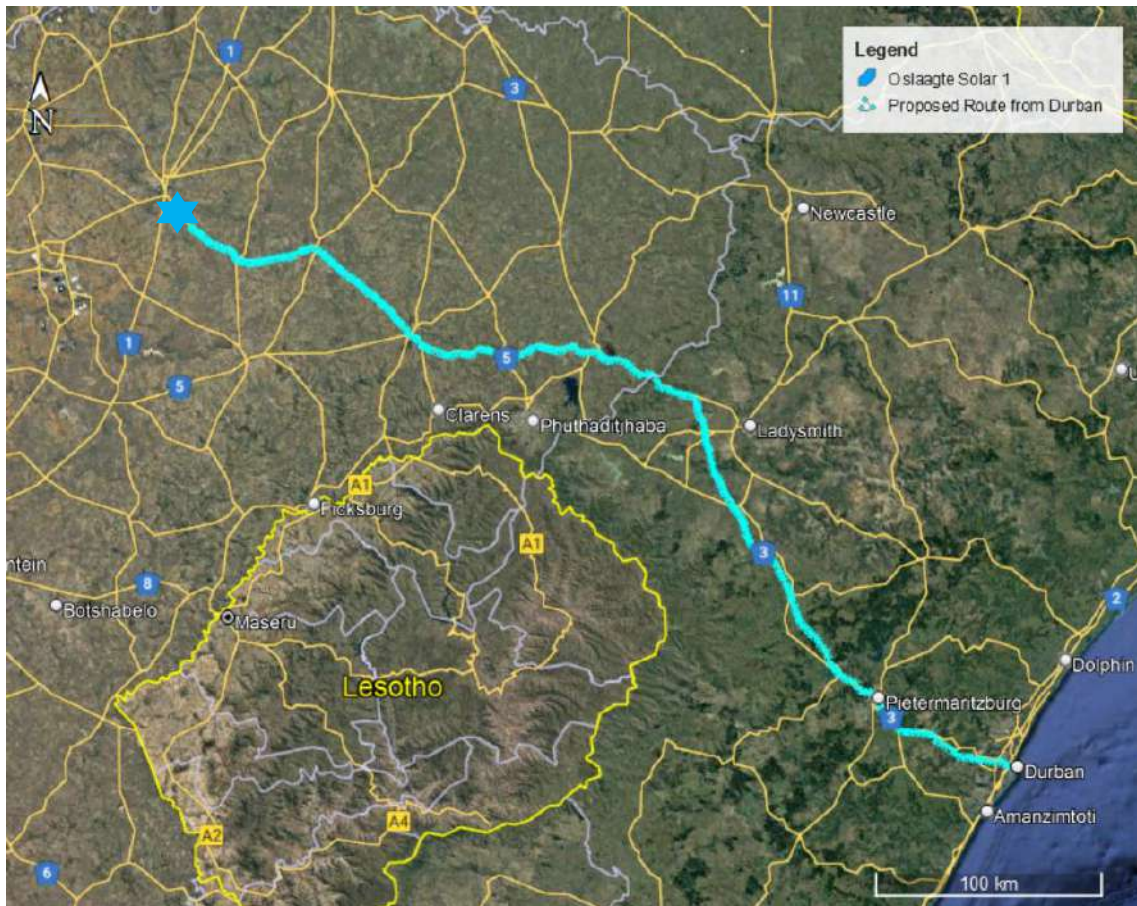 Legend
Oslaagte Solar 1
Proposed Route from Durban
N
1
3
Newcastle
11
1
5
5
U
Clarens
Phuthaditjhaba
Ladysmith
A1
Ficksburg
A1
3
ntein
8
2
Botshabelo
Maseru
Dolphin
Lesotho
Pietermaritzburg
3
Durban
Amanzimtoti
A2
A4
6
100 km